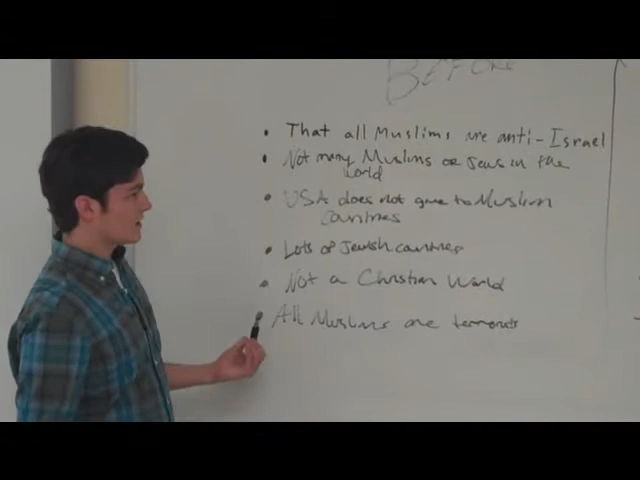 BEFORE
• That all Muslims are anti-Israel
• Not many Muslims or Jews in the
world
• USA does not give to Muslim
Countries
• Lots of Jewish countries
• Not a Christian World
• All Muslims are terrorists